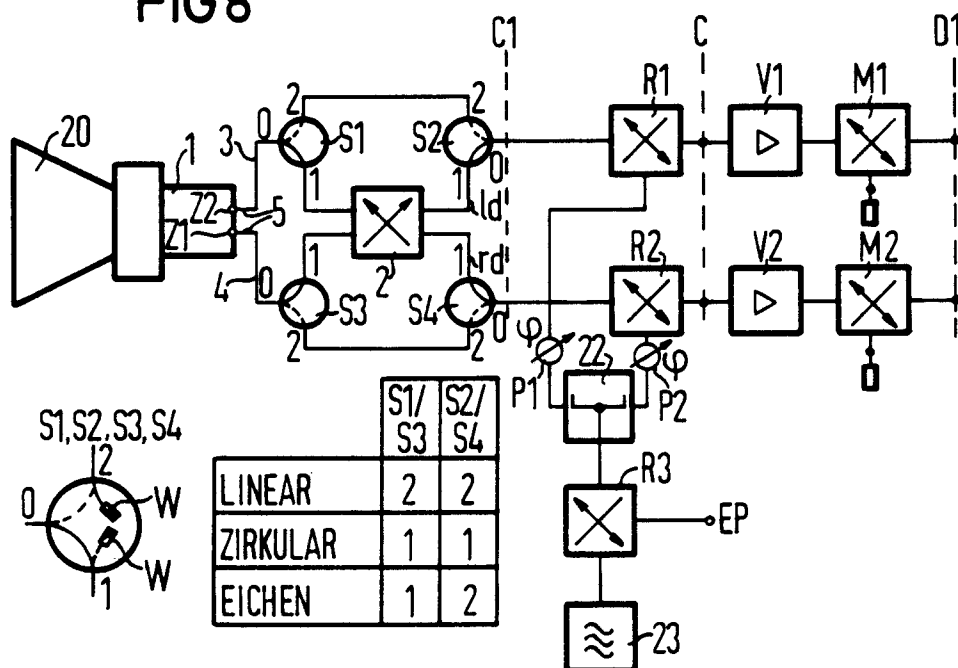 FIG 8
C1
C
D1
20
1
3
0
2
S1
1
2
S2
0
1
ld
R1
V1
M1
Z2
Z1
5
4
0
1
2
S3
2
1
rd
S4
0
2
R2
V2
M2
φ
P1
22
φ
P2
R3
EP
23
S1,S2,S3,S4
2
0
W
W
1
S1/S3 S2/S4
LINEAR 2 2
ZIRKULAR 1 1
EICHEN 1 2